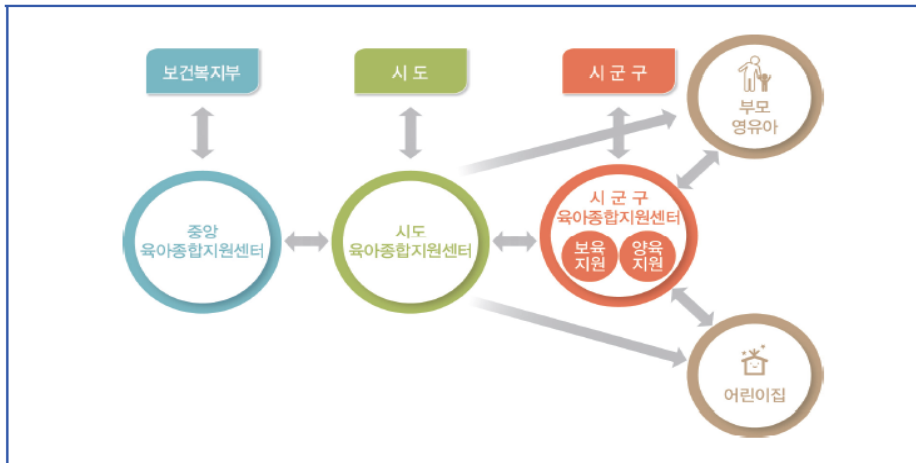 보건복지부
시 도
시 군 구
부모
영유아
중앙
육아종합지원센터
시도
육아종합지원센터
시 군 구
육아종합지원센터
보육
지원
양육
지원
어린이집